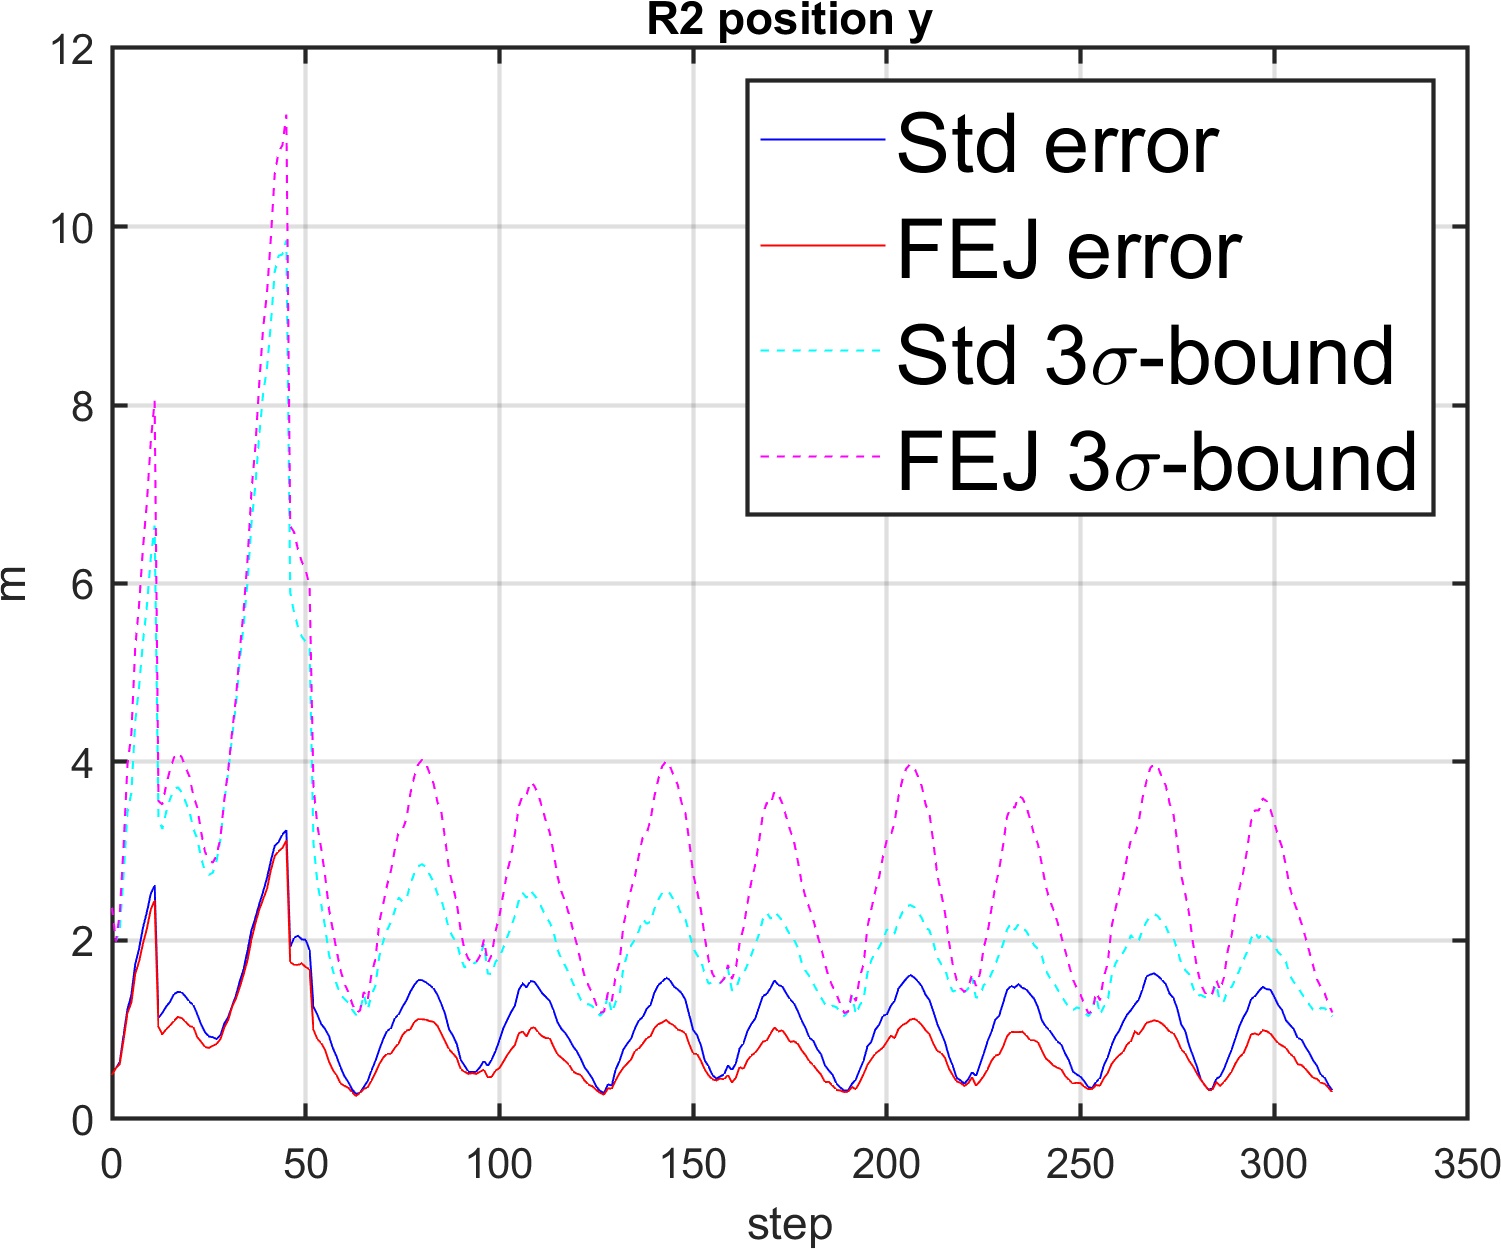 R2 position y
12
10
8
6
4
2
0
m
Std error
FEJ error
Std 3σ-bound
FEJ 3σ-bound
0 50 100 150 200 250 300 350
step